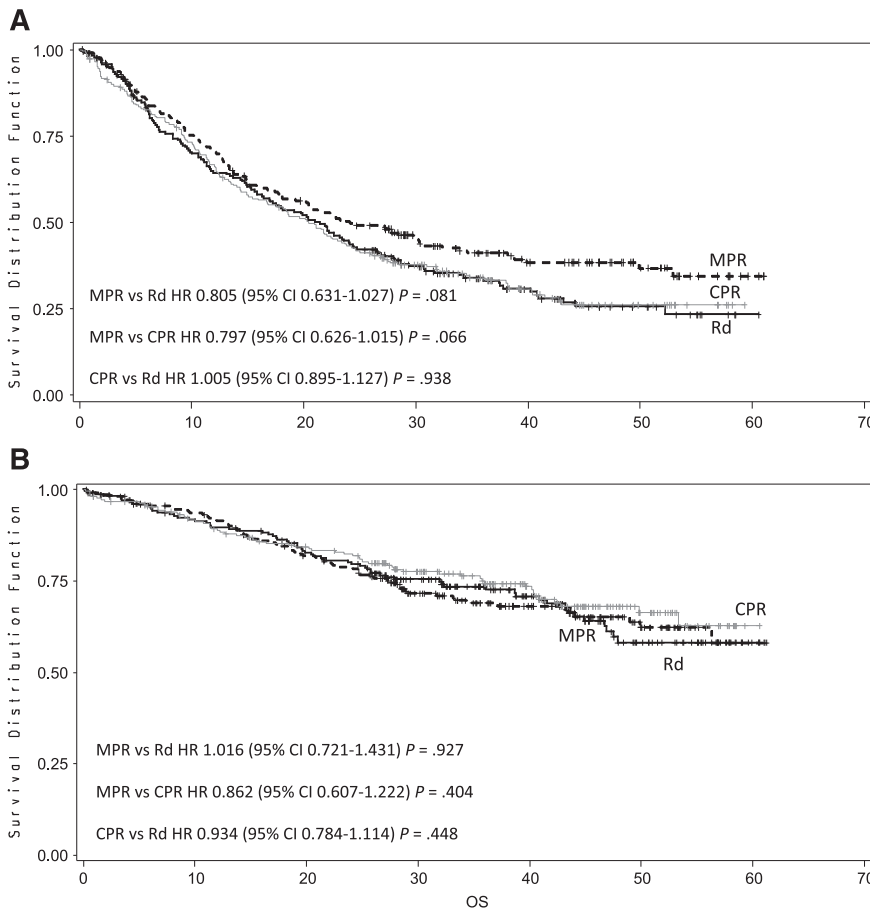 A
Survival Distribution Function
1.00
0.75
0.50
0.25
0.00
MPR
CPR
Rd
MPR vs Rd HR 0.805 (95% CI 0.631-1.027) P = .081
MPR vs CPR HR 0.797 (95% CI 0.626-1.015) P = .066
CPR vs Rd HR 1.005 (95% CI 0.895-1.127) P = .938
0 10 20 30 40 50 60 70
B
Survival Distribution Function
1.00
0.75
0.50
0.25
0.00
CPR
MPR
Rd
MPR vs Rd HR 1.016 (95% CI 0.721-1.431) P = .927
MPR vs CPR HR 0.862 (95% CI 0.607-1.222) P = .404
CPR vs Rd HR 0.934 (95% CI 0.784-1.114) P = .448
0 10 20 30 40 50 60 70
OS